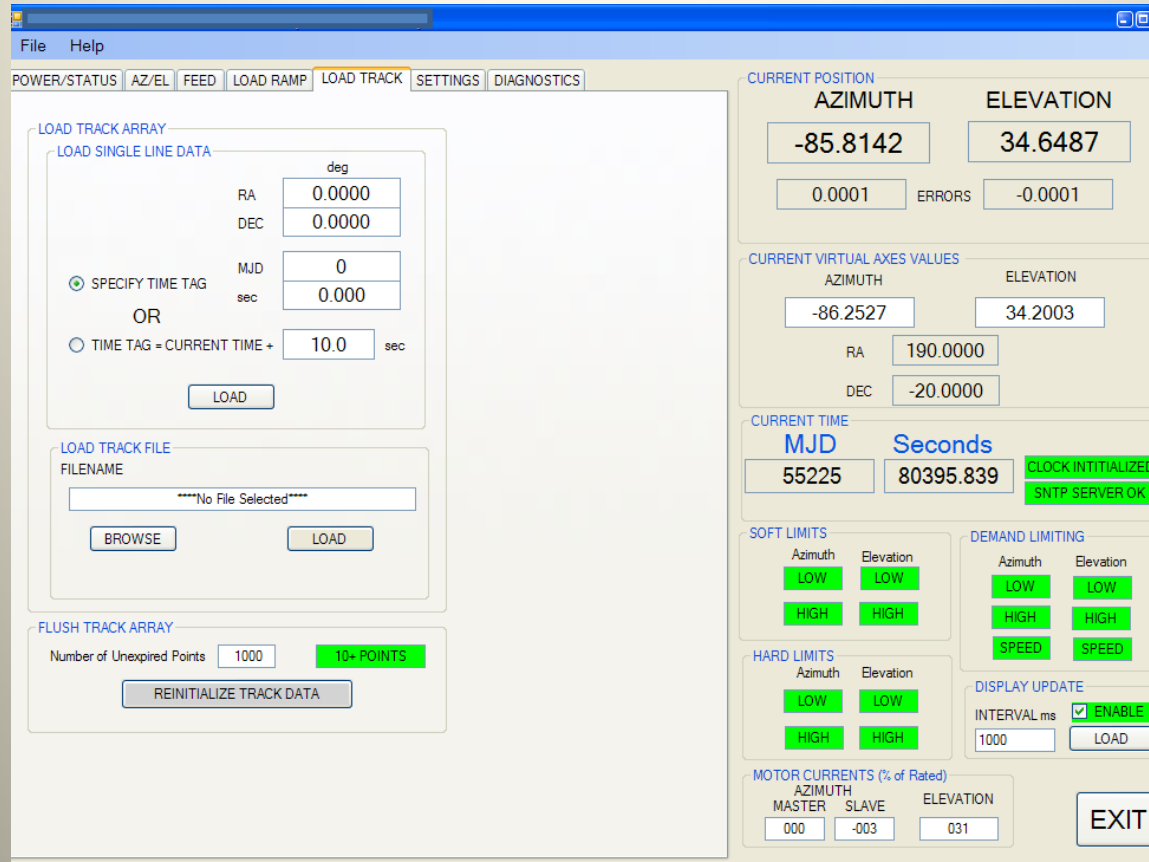 File Help
POWER/STATUS AZ/EL FEED LOAD RAMP LOAD TRACK SETTINGS DIAGNOSTICS
LOAD TRACK ARRAY
LOAD SINGLE LINE DATA
deg
RA 0.0000
DEC 0.0000
MJD 0
SPECIFY TIME TAG
sec 0.000
OR
TIME TAG = CURRENT TIME + 10.0 sec
LOAD
LOAD TRACK FILE
FILENAME
****No File Selected****
BROWSE LOAD
FLUSH TRACK ARRAY
Number of Unexpired Points 1000 10+ POINTS
REINITIALIZE TRACK DATA
CURRENT POSITION
AZIMUTH ELEVATION
-85.8142 34.6487
0.0001 ERRORS -0.0001
CURRENT VIRTUAL AXES VALUES
AZIMUTH ELEVATION
-86.2527 34.2003
RA 190.0000
DEC -20.0000
CURRENT TIME
MJD Seconds
55225 80395.839
CLOCK INTITIALIZED
SNTP SERVER OK
SOFT LIMITS
Azimuth Elevation
LOW LOW
HIGH HIGH
DEMAND LIMITING
Azimuth Elevation
LOW LOW
HIGH HIGH
SPEED SPEED
HARD LIMITS
Azimuth Elevation
LOW LOW
HIGH HIGH
DISPLAY UPDATE
INTERVAL ms ENABLE
1000 LOAD
MOTOR CURRENTS (% of Rated)
AZIMUTH
MASTER SLAVE ELEVATION
000 -003 031
EXIT